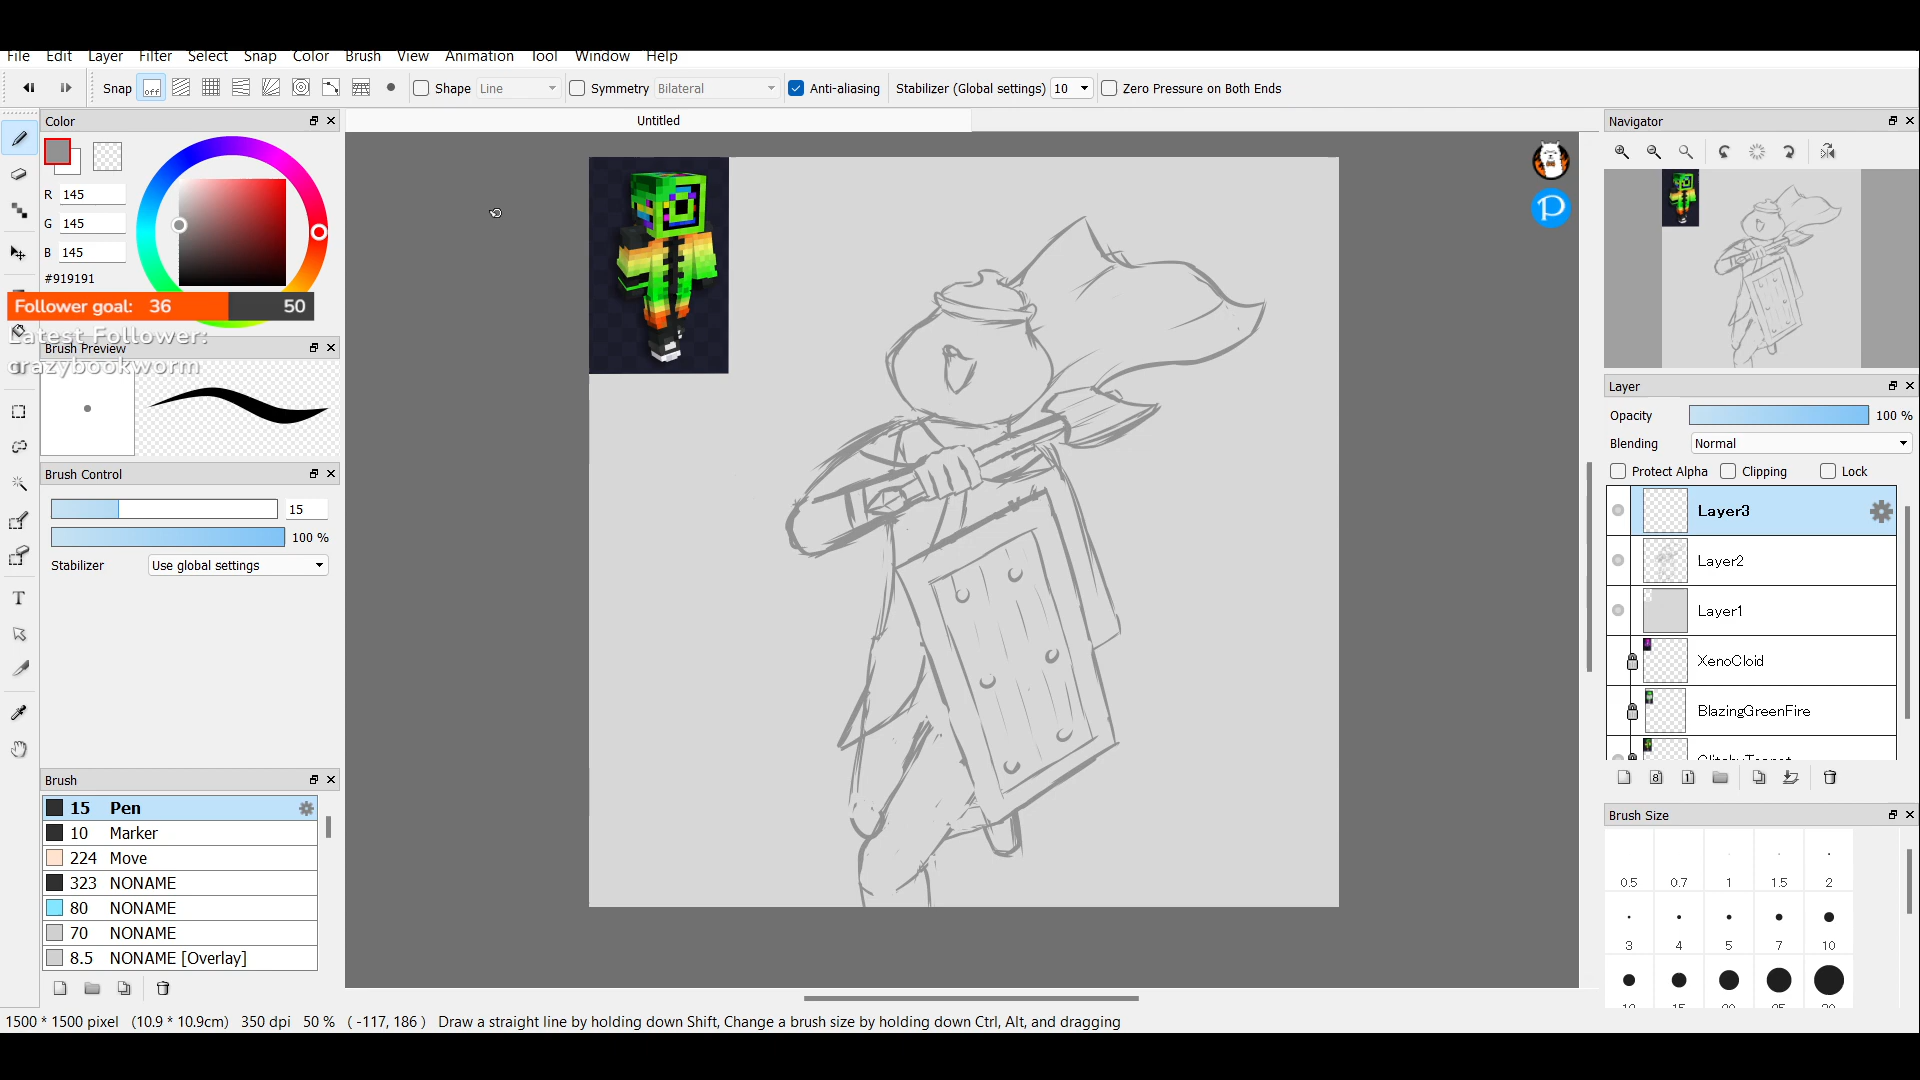 File Edit Layer Filter Select Snap Color Brush View Animation Tool Window Help
Snap off Shape Line Symmetry Bilateral Anti-aliasing Stabilizer (Global settings) 10 Zero Pressure on Both Ends
Color
Untitled
Navigator
R 145
G 145
B 145
#919191
Follower goal: 36 50
Latest Follower:
crazybookworm
Brush Preview
Brush Control
15
100 %
Stabilizer Use global settings
Brush
15 Pen
10 Marker
224 Move
323 NONAME
80 NONAME
70 NONAME
8.5 NONAME [Overlay]
Layer
Opacity 100 %
Blending Normal
Protect Alpha Clipping Lock
Layer3
Layer2
Layer1
XenoCloid
BlazingGreenFire
Brush Size
0.5 0.7 1 1.5 2
3 4 5 7 10
1500 * 1500 pixel (10.9 * 10.9cm) 350 dpi 50 % ( -117, 186 ) Draw a straight line by holding down Shift, Change a brush size by holding down Ctrl, Alt, and dragging